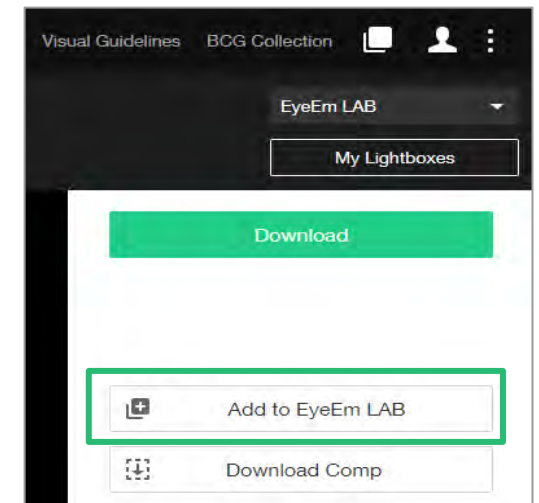 Visual Guidelines BCG Collection
EyeEm LAB
My Lightboxes
Download
Add to EyeEm LAB
Download Comp